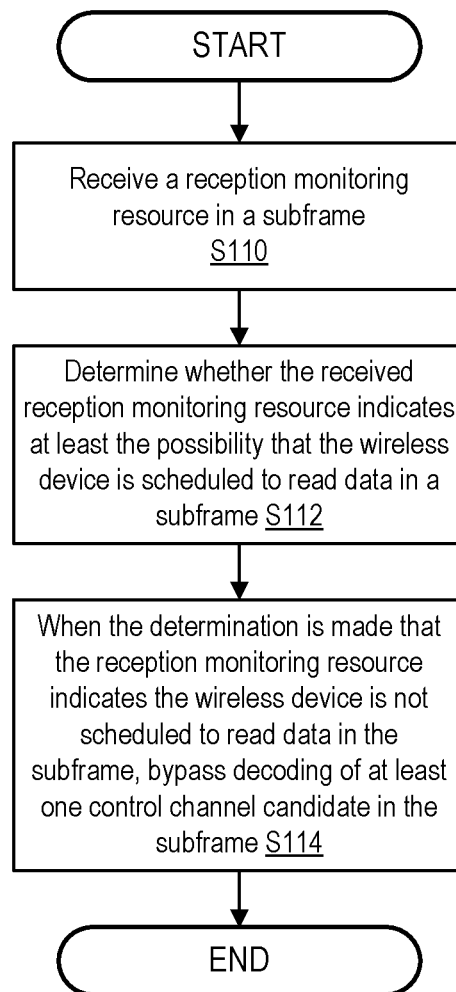 START
Receive a reception monitoring
resource in a subframe
S110
Determine whether the received
reception monitoring resource indicates
at least the possibility that the wireless
device is scheduled to read data in a
subframe S112
When the determination is made that
the reception monitoring resource
indicates the wireless device is not
scheduled to read data in the
subframe, bypass decoding of at least
one control channel candidate in the
subframe S114
END